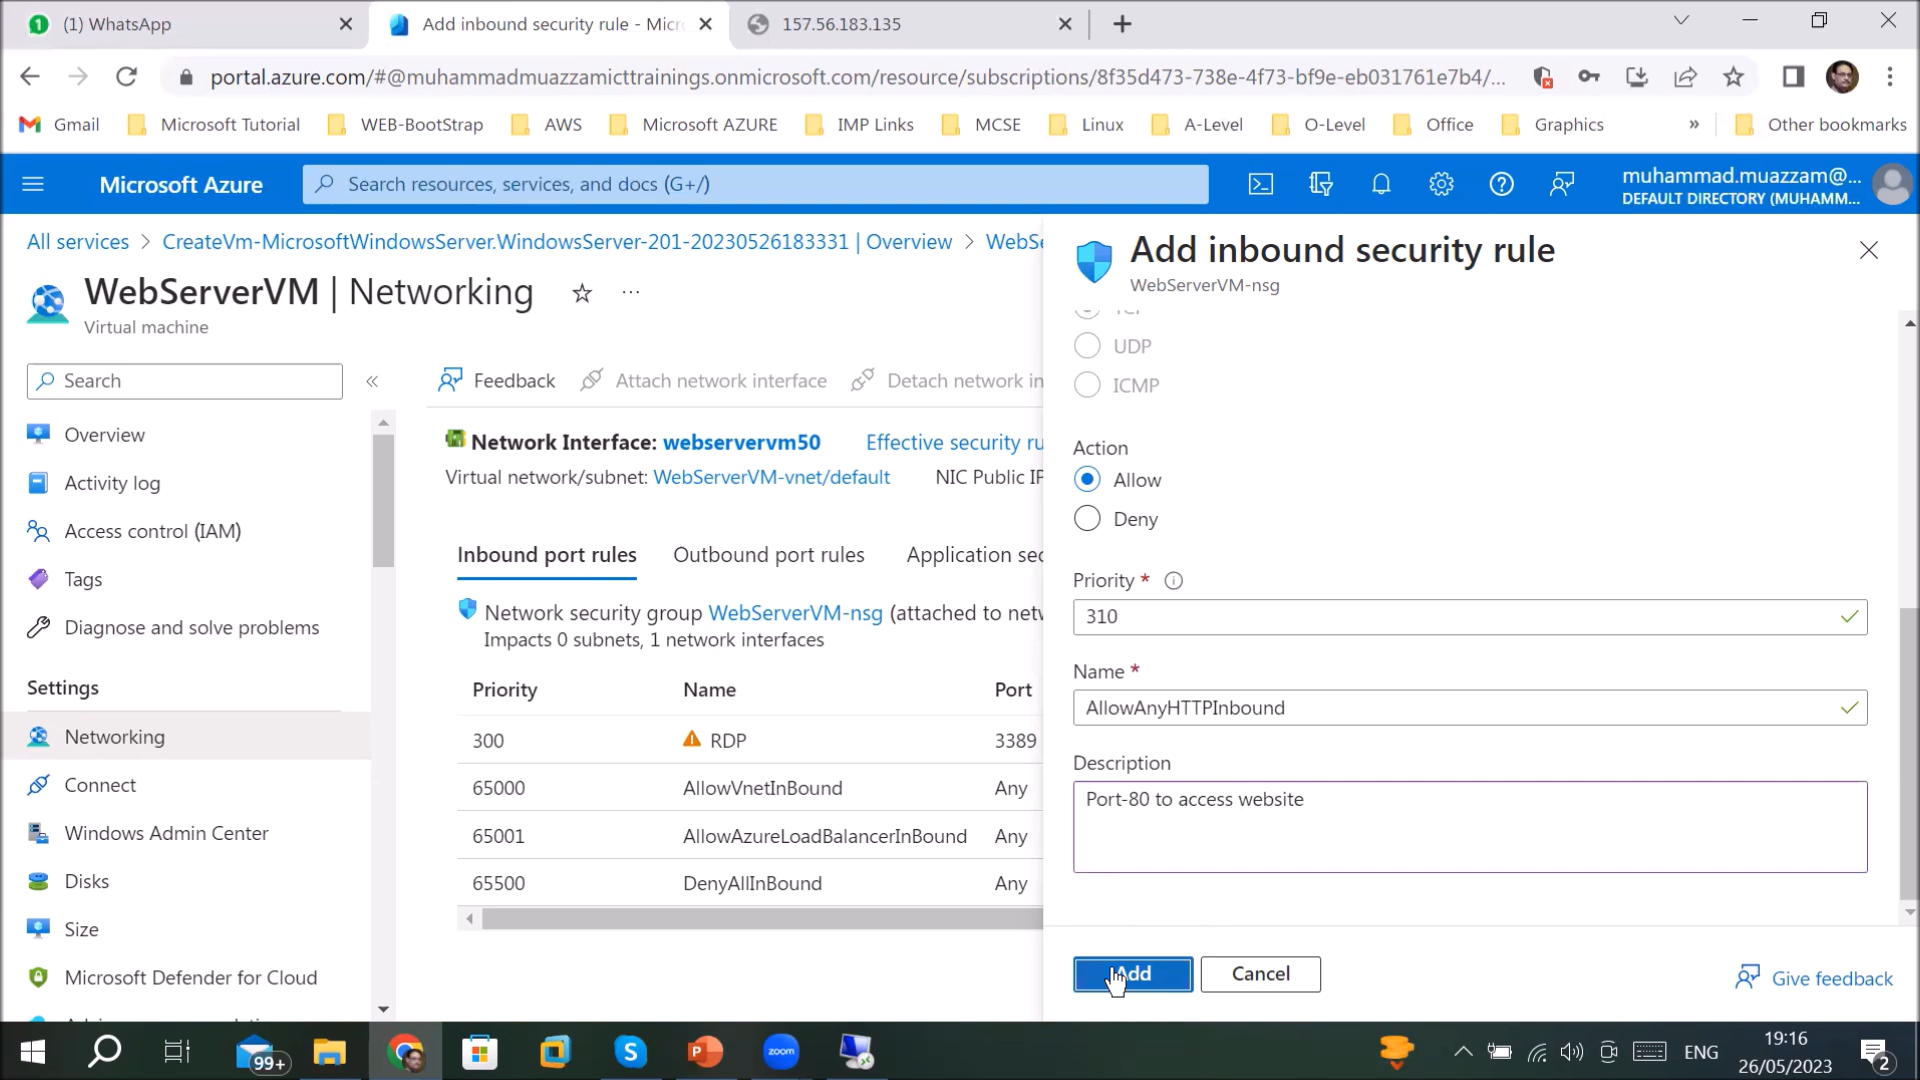 (1) WhatsApp
Add inbound security rule - Micr
157.56.183.135
portal.azure.com/#@muhammadmuazzamicttrainings.onmicrosoft.com/resource/subscriptions/8f35d473-738e-4f73-bf9e-eb031761e7b4/...
Gmail
Microsoft Tutorial
WEB-BootStrap
AWS
Microsoft AZURE
IMP Links
MCSE
Linux
A-Level
O-Level
Office
Graphics
»
Other bookmarks
Microsoft Azure
Search resources, services, and docs (G+/)
muhammad.muazzam@...
DEFAULT DIRECTORY (MUHAMM...
All services > CreateVm-MicrosoftWindowsServer.WindowsServer-201-20230526183331 | Overview > WebSe
WebServerVM | Networking
Virtual machine
Search
Overview
Activity log
Access control (IAM)
Tags
Diagnose and solve problems
Settings
Networking
Connect
Windows Admin Center
Disks
Size
Microsoft Defender for Cloud
Feedback
Attach network interface
Detach network in
Network Interface: webservervm50
Effective security ru
Virtual network/subnet: WebServerVM-vnet/default
NIC Public IP
Inbound port rules
Outbound port rules
Application sec
Network security group WebServerVM-nsg (attached to netw
Impacts 0 subnets, 1 network interfaces
Priority Name Port
300 RDP 3389
65000 AllowVnetInBound Any
65001 AllowAzureLoadBalancerInBound Any
65500 DenyAllInBound Any
Add inbound security rule
WebServerVM-nsg
UDP
ICMP
Action
Allow
Deny
Priority *
310
Name *
AllowAnyHTTPInbound
Description
Port-80 to access website
Add
Cancel
Give feedback
99+
S
P
zoom
ENG
19:16
26/05/2023
2